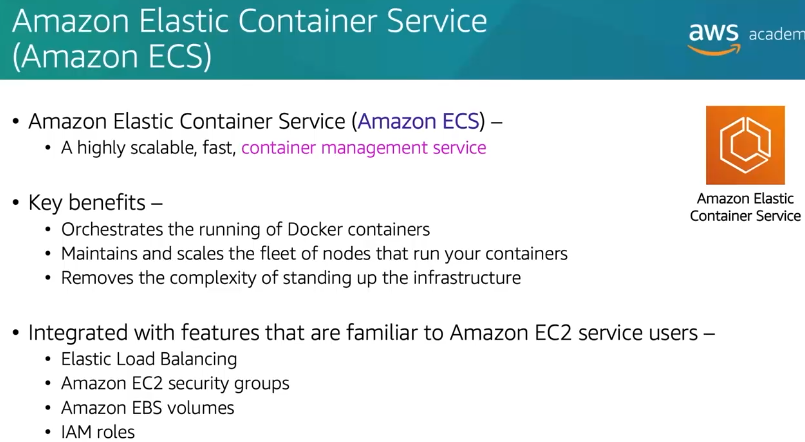 Amazon Elastic Container Service
(Amazon ECS)
aws academ
• Amazon Elastic Container Service (Amazon ECS) –
• A highly scalable, fast, container management service
• Key benefits –
• Orchestrates the running of Docker containers
• Maintains and scales the fleet of nodes that run your containers
• Removes the complexity of standing up the infrastructure
• Integrated with features that are familiar to Amazon EC2 service users –
• Elastic Load Balancing
• Amazon EC2 security groups
• Amazon EBS volumes
• IAM roles
Amazon Elastic
Container Service